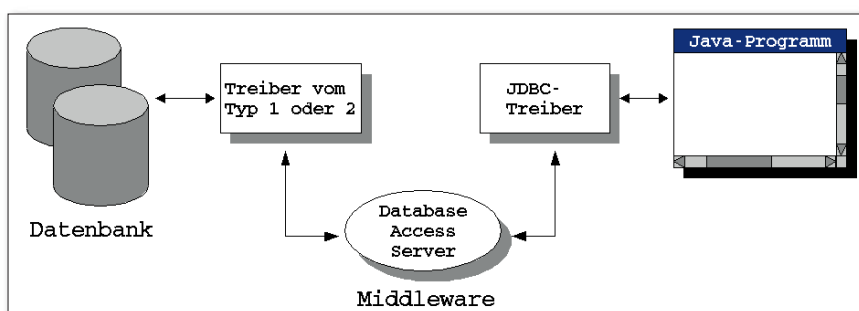 Java-Programm
Treiber vom
Typ 1 oder 2
JDBC-
Treiber
Database
Access
Server
Datenbank
Middleware